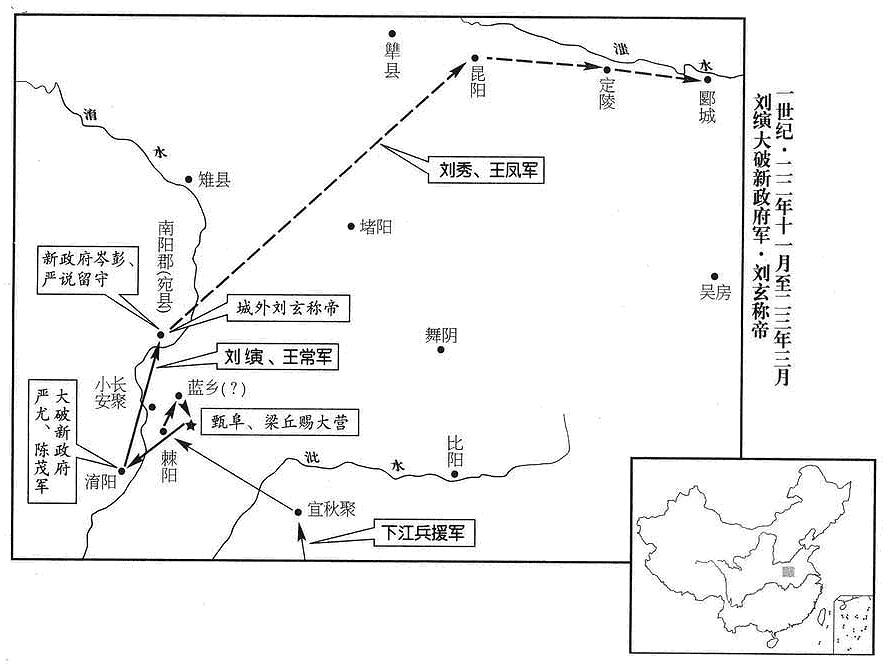 一世纪·二二年十一月至二三年三月
刘縯大破新政府军·刘玄称帝
犨县
昆阳
滍
水
定陵
郾城
淯
水
雉县
刘秀、王凤军
南阳郡(宛县)
堵阳
新政府岑彭、
严说留守
城外刘玄称帝
吴房
舞阴
刘縯、王常军
小长
安聚
蓝乡(?)
大破新政府
严尤、陈茂军
甄阜、梁丘赐大营
棘阳
淯阳
沘
水
比阳
宜秋聚
下江兵援军